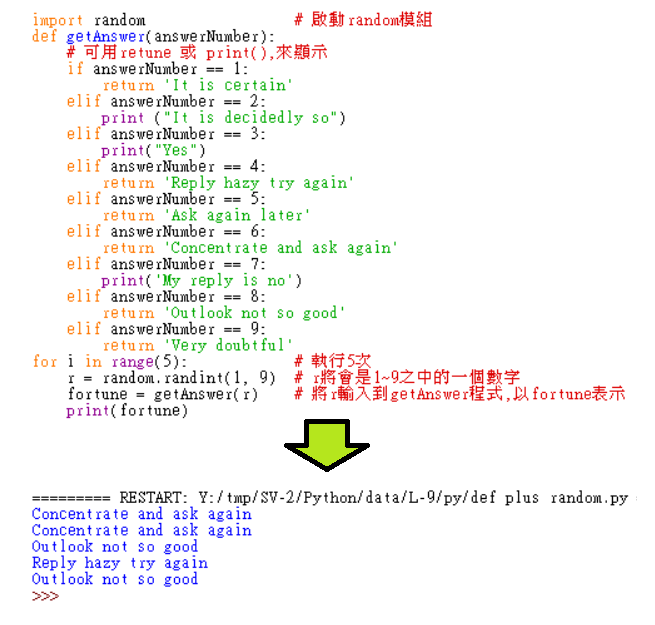 import random                # 啟動random模組
def getAnswer(answerNumber):
    # 可用retune 或 print(),來顯示
    if answerNumber == 1:
        return 'It is certain'
    elif answerNumber == 2:
        print ("It is decidedly so")
    elif answerNumber == 3:
        print("Yes")
    elif answerNumber == 4:
        return 'Reply hazy try again'
    elif answerNumber == 5:
        return 'Ask again later'
    elif answerNumber == 6:
        return 'Concentrate and ask again'
    elif answerNumber == 7:
        print('My reply is no')
    elif answerNumber == 8:
        return 'Outlook not so good'
    elif answerNumber == 9:
        return 'Very doubtful'
for i in range(5):           # 執行5次
    r = random.randint(1, 9) # r將會是1~9之中的一個數字
    fortune = getAnswer(r)   # 將r輸入到getAnswer程式,以fortune表示
    print(fortune)
========= RESTART: Y:/tmp/SV-2/Python/data/L-9/py/def plus random.py
Concentrate and ask again
Concentrate and ask again
Outlook not so good
Reply hazy try again
Outlook not so good
>>>